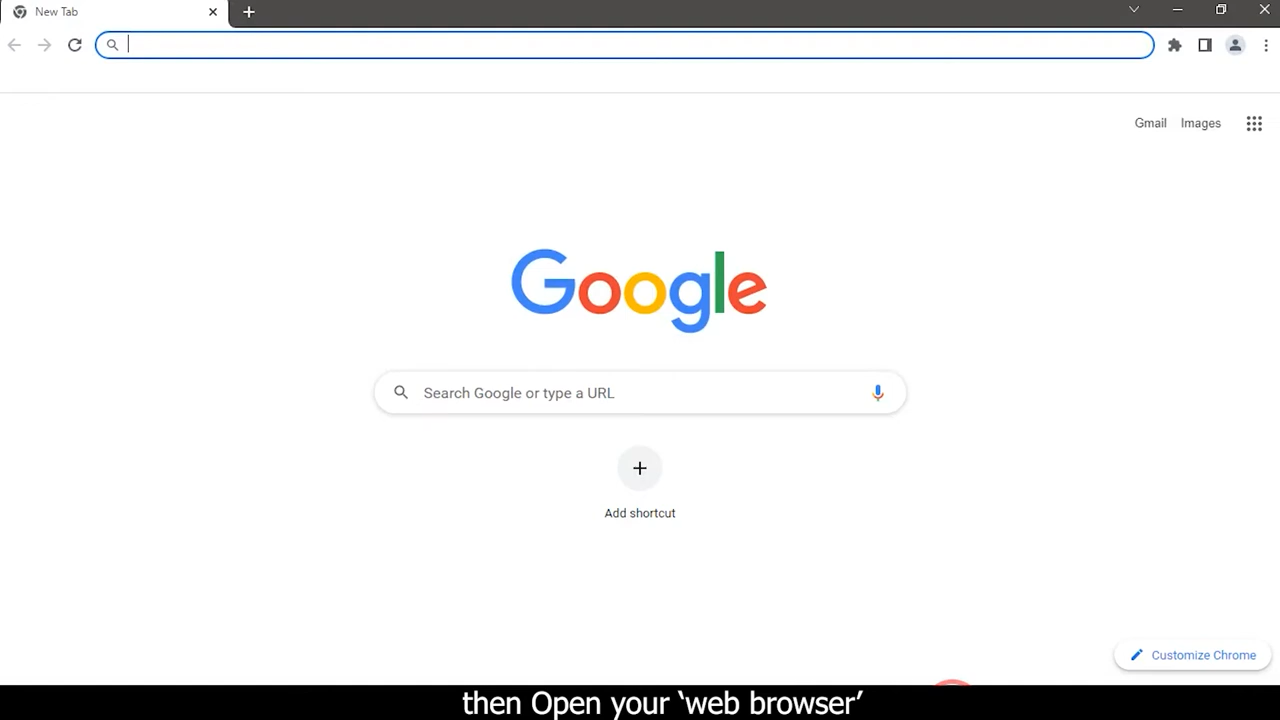 New Tab
Gmail Images
Google
Search Google or type a URL
Add shortcut
Customize Chrome
then Open your ‘web browser’